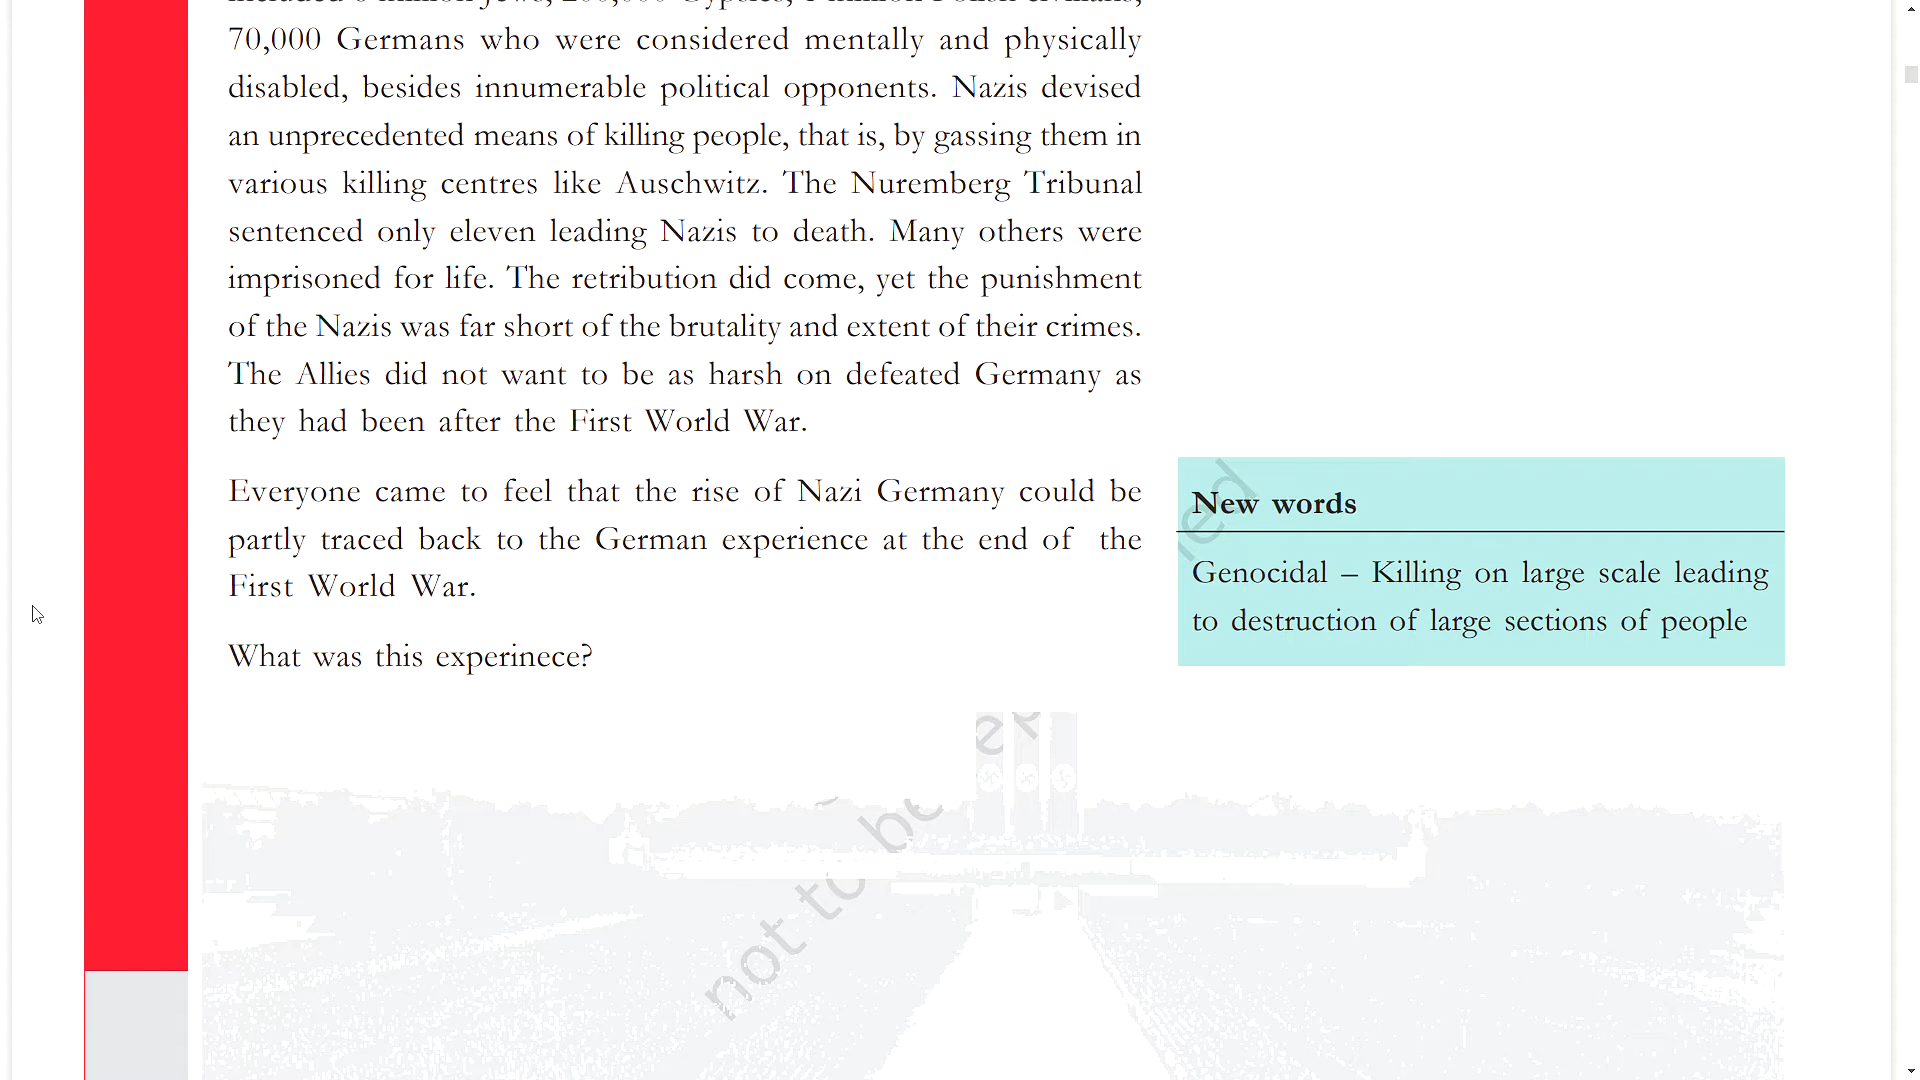 70,000 Germans who were considered mentally and physically
disabled, besides innumerable political opponents. Nazis devised
an unprecedented means of killing people, that is, by gassing them in
various killing centres like Auschwitz. The Nuremberg Tribunal
sentenced only eleven leading Nazis to death. Many others were
imprisoned for life. The retribution did come, yet the punishment
of the Nazis was far short of the brutality and extent of their crimes.
The Allies did not want to be as harsh on defeated Germany as
they had been after the First World War.
Everyone came to feel that the rise of Nazi Germany could be
partly traced back to the German experience at the end of the
First World War.
What was this experinece?
New words
Genocidal – Killing on large scale leading
to destruction of large sections of people
not to be